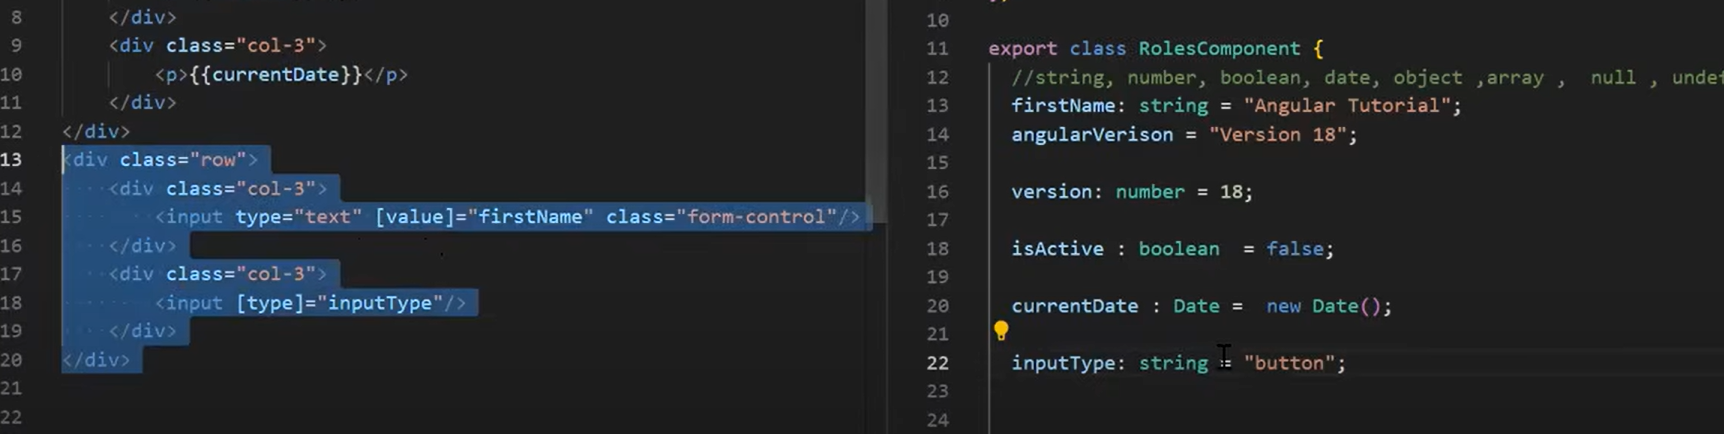 8 </div>
9 <div class="col-3">
10 <p>{{currentDate}}</p>
11 </div>
12 </div>
13 <div class="row">
14 <div class="col-3">
15 <input type="text" [value]="firstName" class="form-control"/>
16 </div>
17 <div class="col-3">
18 <input [type]="inputType"/>
19 </div>
20 </div>
21
22
10
11 export class RolesComponent {
12 //string, number, boolean, date, object ,array , null , undef
13 firstName: string = "Angular Tutorial";
14 angularVerison = "Version 18";
15
16 version: number = 18;
17
18 isActive : boolean = false;
19
20 currentDate : Date = new Date();
21
22 inputType: string = "button";
23
24